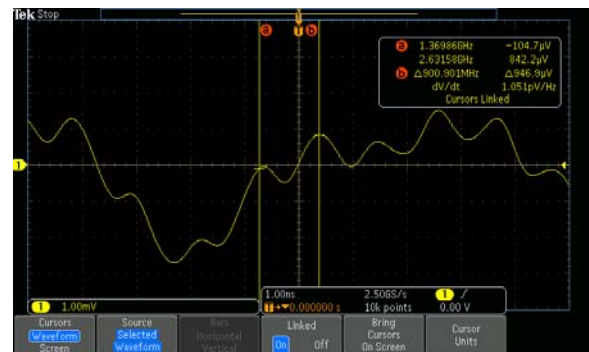 Tek Stop
a T b
a 1.36986GHz -104.7µV
2.63158GHz 842.2µV
b Δ900.901MHz Δ946.9µV
dV/dt 1.051pV/Hz
Cursors Linked
1
1 1.00mV
1.00ns 2.50GS/s 1
T→▼0.000000 s 10k points 0.00 V
Cursors
Waveform
Screen
Source
Selected
Waveform
Bars
Horizontal
Vertical
Linked
On Off
Bring
Cursors
On Screen
Cursor
Units